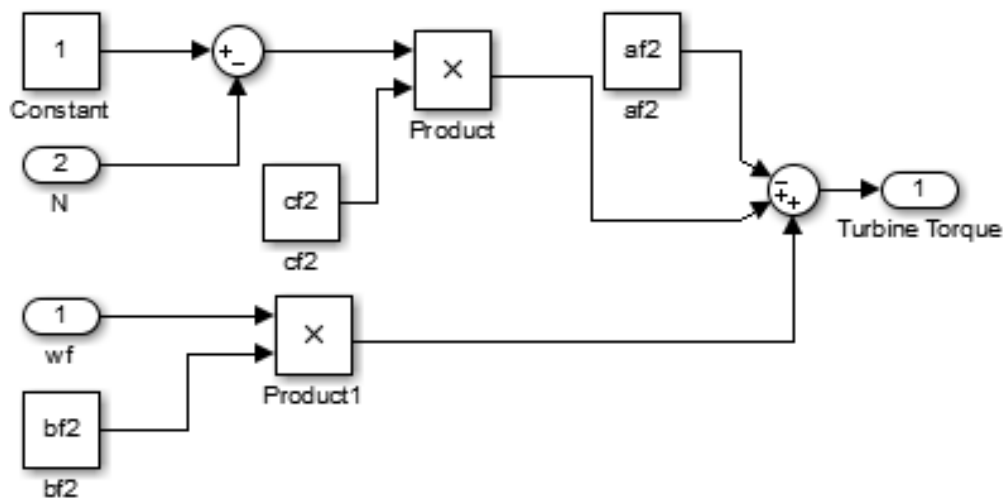 1
Constant
+
−
×
Product
af2
af2
2
N
cf2
cf2
−
+
+
1
Turbine Torque
1
wf
×
Product1
bf2
bf2